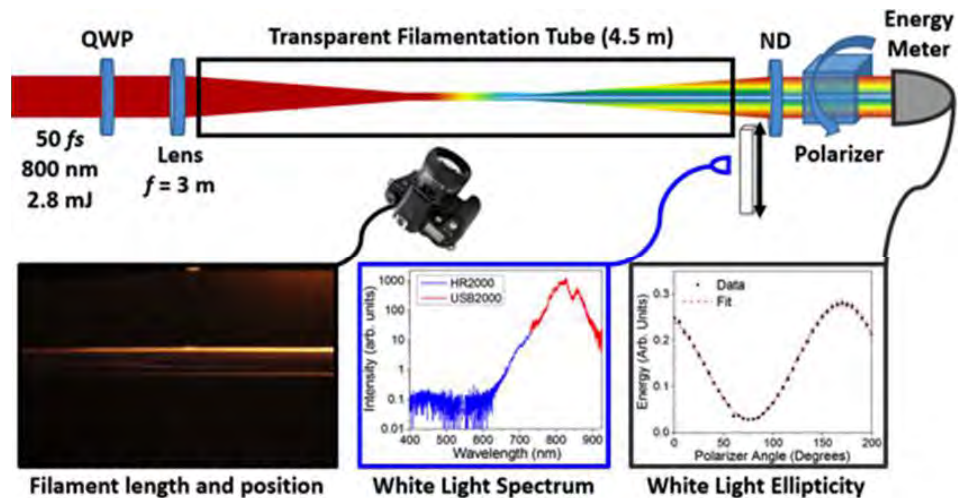 QWP
Transparent Filamentation Tube (4.5 m)
ND
Energy
Meter
50 fs
800 nm
2.8 mJ
Lens
f = 3 m
Polarizer
Intensity (arb. units)
1000
100
10
1
0.1
0.01
HR2000
USB2000
400 500 600 700 800 900
Wavelength (nm)
Energy (Arb. Units)
0.3
0.2
0.1
0.0
Data
Fit
0 50 100 150 200
Polarizer Angle (Degrees)
Filament length and position
White Light Spectrum
White Light Ellipticity